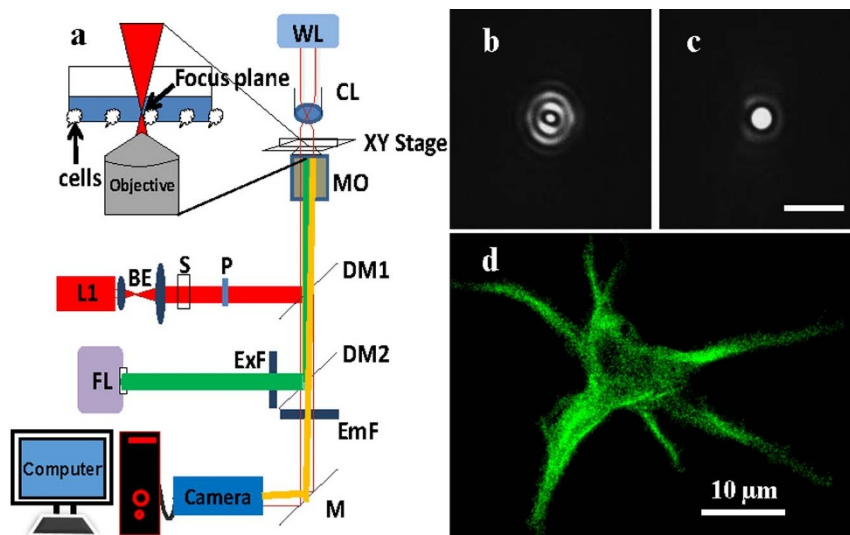 a
Focus plane
cells
Objective
WL
CL
XY Stage
MO
L1
BE
S
P
DM1
FL
ExF
DM2
EmF
Computer
Camera
M
b
c
d
10 µm